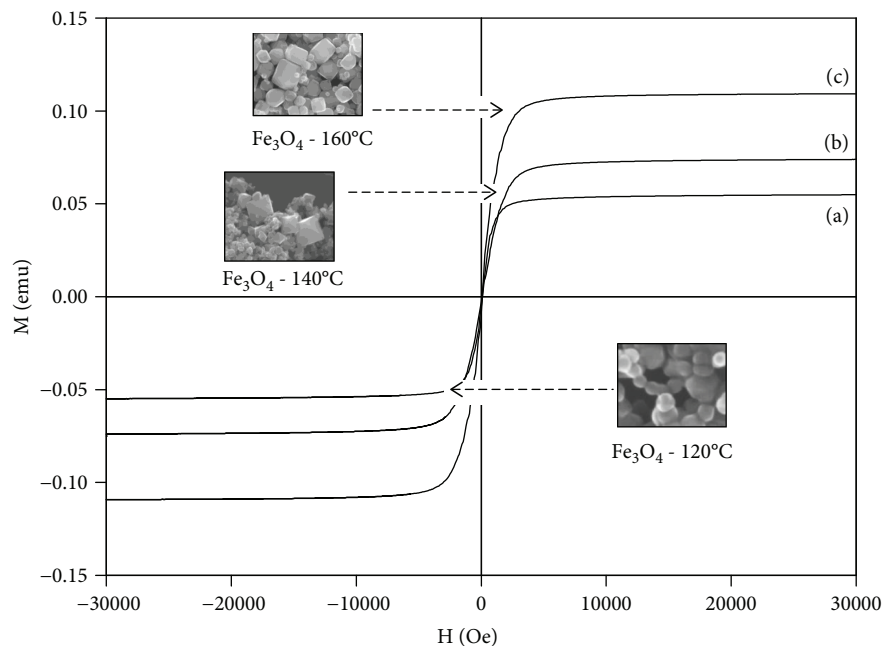 0.15
0.10
0.05
0.00
−0.05
−0.10
−0.15
M (emu)
−30000 −20000 −10000 0 10000 20000 30000
H (Oe)
Fe₃O₄ - 160°C
Fe₃O₄ - 140°C
Fe₃O₄ - 120°C
(c)
(b)
(a)